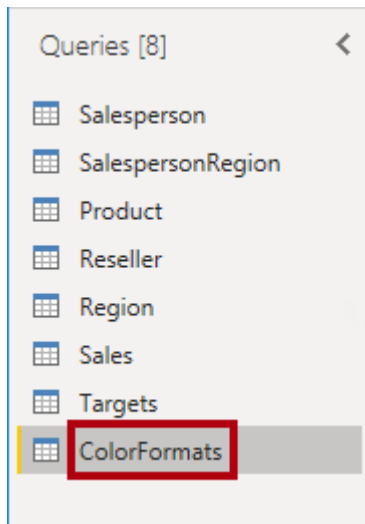 Queries [8]
Salesperson
SalespersonRegion
Product
Reseller
Region
Sales
Targets
ColorFormats